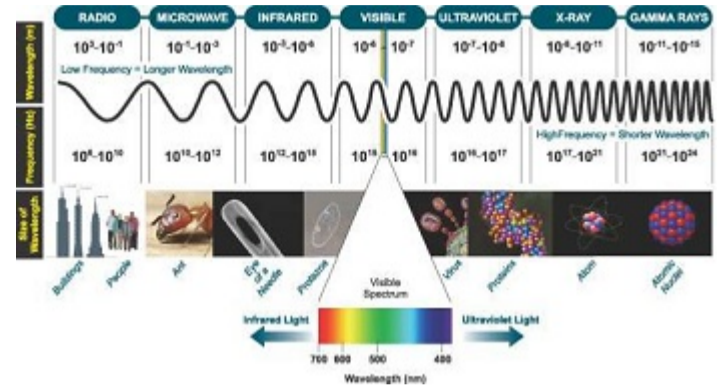 RADIO MICROWAVE INFRARED VISIBLE ULTRAVIOLET X-RAY GAMMA RAYS
Wavelength (m)
10³-10⁻¹ 10⁻¹-10⁻³ 10⁻³-10⁻⁶ 10⁻⁶ 10⁻⁷ 10⁻⁷-10⁻⁸ 10⁻⁸-10⁻¹¹ 10⁻¹¹-10⁻¹⁵
Low Frequency = Longer Wavelength
HighFrequency = Shorter Wavelength
Frequency (Hz)
10⁶-10¹⁰ 10¹⁰-10¹² 10¹²-10¹⁵ 10¹⁵ 10¹⁶ 10¹⁶-10¹⁷ 10¹⁷-10²¹ 10²¹-10²⁴
Size of
Wavelength
Buildings
People
Ant
Eye
of a
Needle
Protozoa
Virus
Proteins
Atom
Atomic
Nuclei
Visible
Spectrum
Infrared Light Ultraviolet Light
700 600 500 400
Wavelength (nm)